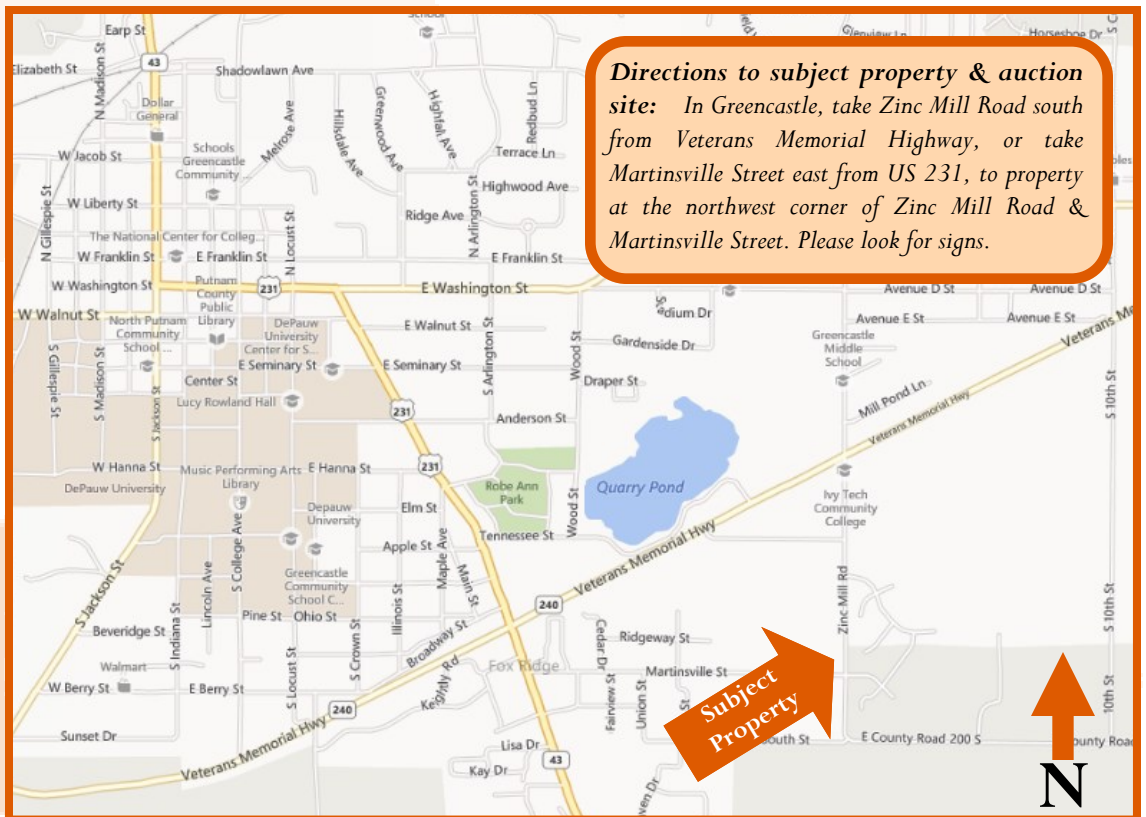 School
Earp St
Glenview Ln
Horseshoe Dr
S C
43
Elizabeth St
N Madison St
Shadowlawn Ave
Directions to subject property & auction
site: In Greencastle, take Zinc Mill Road south
from Veterans Memorial Highway, or take
Martinsville Street east from US 231, to property
at the northwest corner of Zinc Mill Road &
Martinsville Street. Please look for signs.
Dollar
General
Melrose Ave
Hillsdale Ave
Greenwood Ave
Highfall Ave
Redbud Ln
W Jacob St
Schools
Greencastle
Community ...
Terrace Ln
Highwood Ave
N Gillespie St
W Liberty St
N Locust St
Ridge Ave
N Arlington St
The National Center for Colleg...
W Franklin St
E Franklin St
E Franklin St
W Washington St
Putnam
County
Public
Library
231
E Washington St
Avenue D St
Avenue D St
W Walnut St
North Putnam
Community
School ...
DePauw
University
Center for S...
E Walnut St
S Arlington St
Wood St
Stadium Dr
Gardenside Dr
Avenue E St
Avenue E St
Greencastle
Middle
School
Veterans Me
S Gillespie St
S Madison St
S Jackson St
E Seminary St
E Seminary St
Center St
Draper St
Lucy Rowland Hall
231
Anderson St
Mill Pond Ln
Veterans Memorial Hwy
S 10th St
W Hanna St
Music Performing Arts
Library
E Hanna St
231
DePauw University
Robe Ann
Park
Quarry Pond
Wood St
Depauw
University
Elm St
Ivy Tech
Community
College
S College Ave
Tennessee St
Apple St
Maple Ave
Main St
Veterans Memorial Hwy
S Jackson St
Lincoln Ave
Greencastle
Community
School C...
Illinois St
Zinc Mill Rd
S 10th St
240
Pine St
Ohio St
Beveridge St
S Indiana St
S Locust St
S Crown St
Broadway St
Cedar Dr
Ridgeway St
Walmart
Fox Ridge
Martinsville St
W Berry St
E Berry St
Keightly Rd
Fairview St
Union St
St
Subject
Property
10th St
240
Sunset Dr
Lisa Dr
outh St
E County Road 200 S
ounty Road
Veterans Memorial Hwy
43
Kay Dr
wen Dr
N